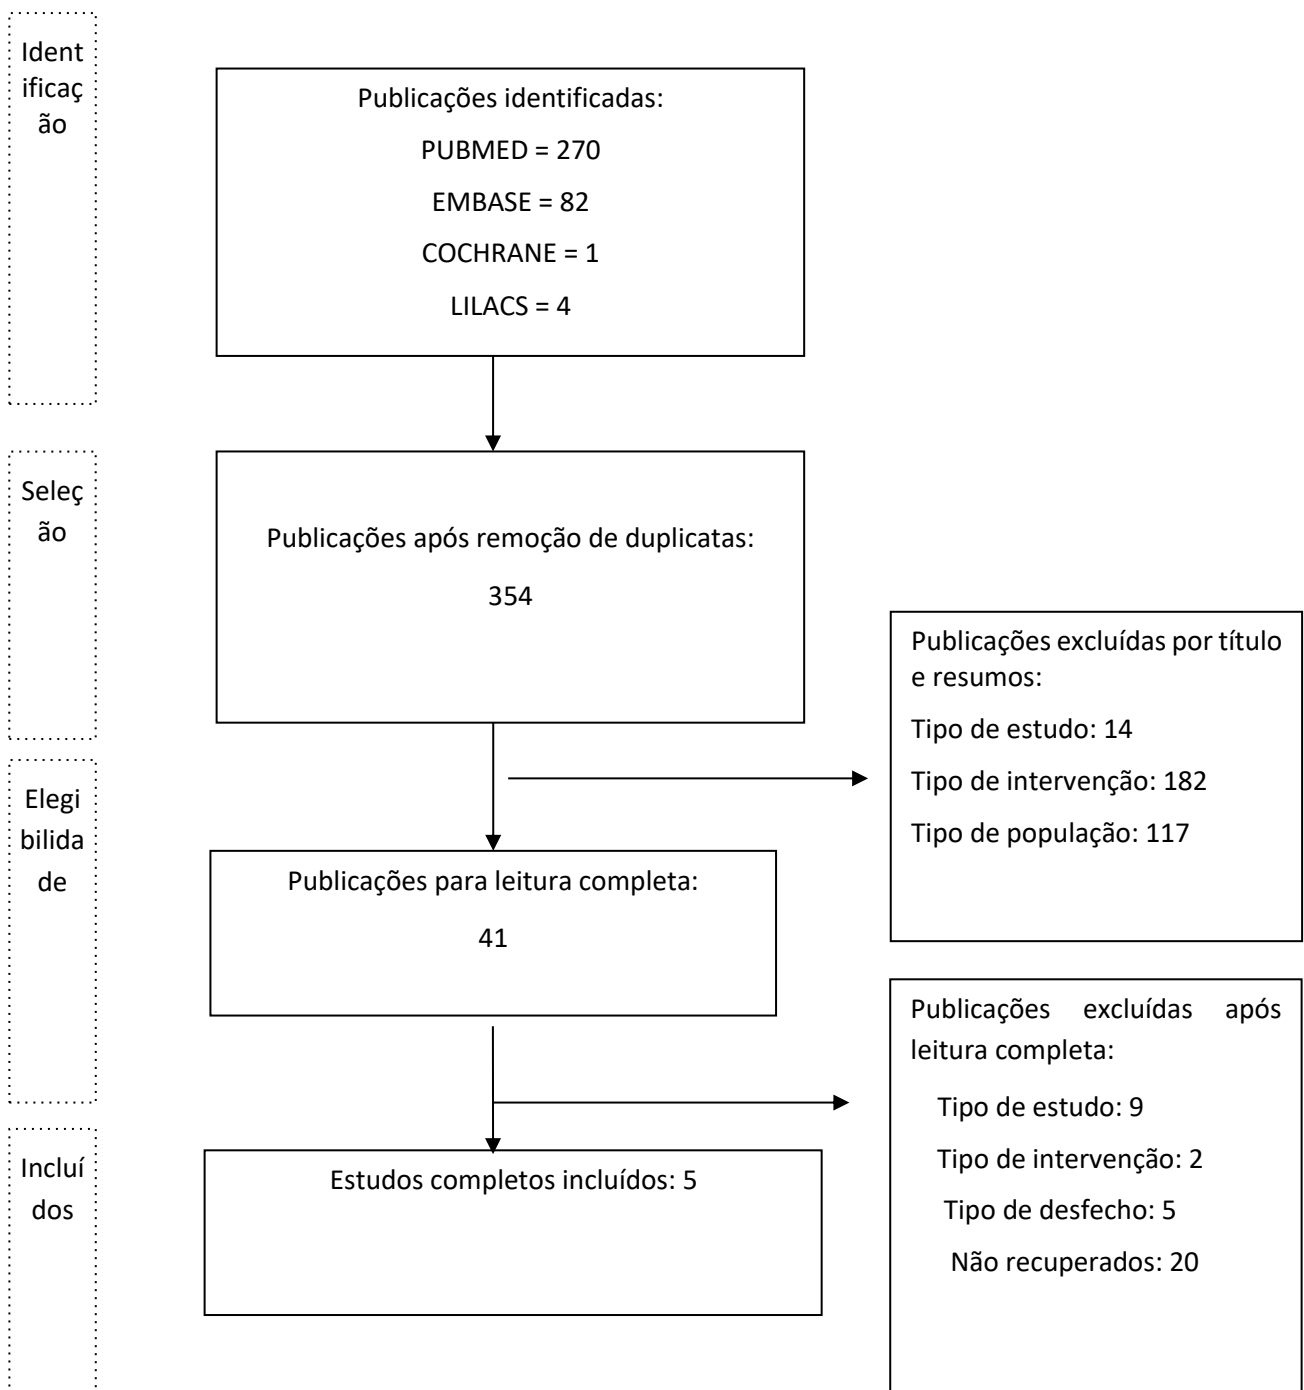 Ident
ificaç
ão
Publicações identificadas:
PUBMED = 270
EMBASE = 82
COCHRANE = 1
LILACS = 4
Seleç
ão
Publicações após remoção de duplicatas:
354
Publicações excluídas por título
e resumos:
Tipo de estudo: 14
Tipo de intervenção: 182
Tipo de população: 117
Elegi
bilida
de
Publicações para leitura completa:
41
Publicações excluídas após
leitura completa:
Tipo de estudo: 9
Tipo de intervenção: 2
Tipo de desfecho: 5
Não recuperados: 20
Incluí
dos
Estudos completos incluídos: 5